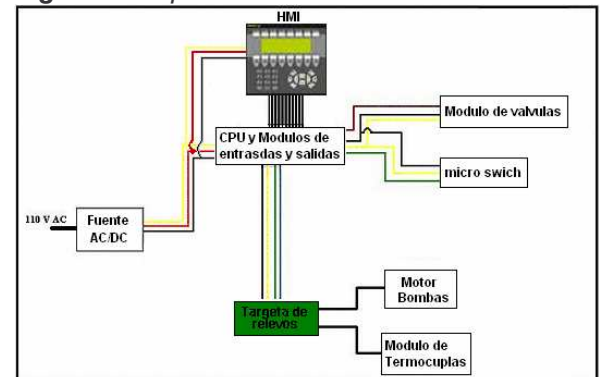 HMI
Modulo de valvulas
CPU y Modulos de
entrasdas y salidas
micro swich
110 V AC
Fuente
AC/DC
Motor
Bombas
Targeta de
relevos
Modulo de
Termocuplas